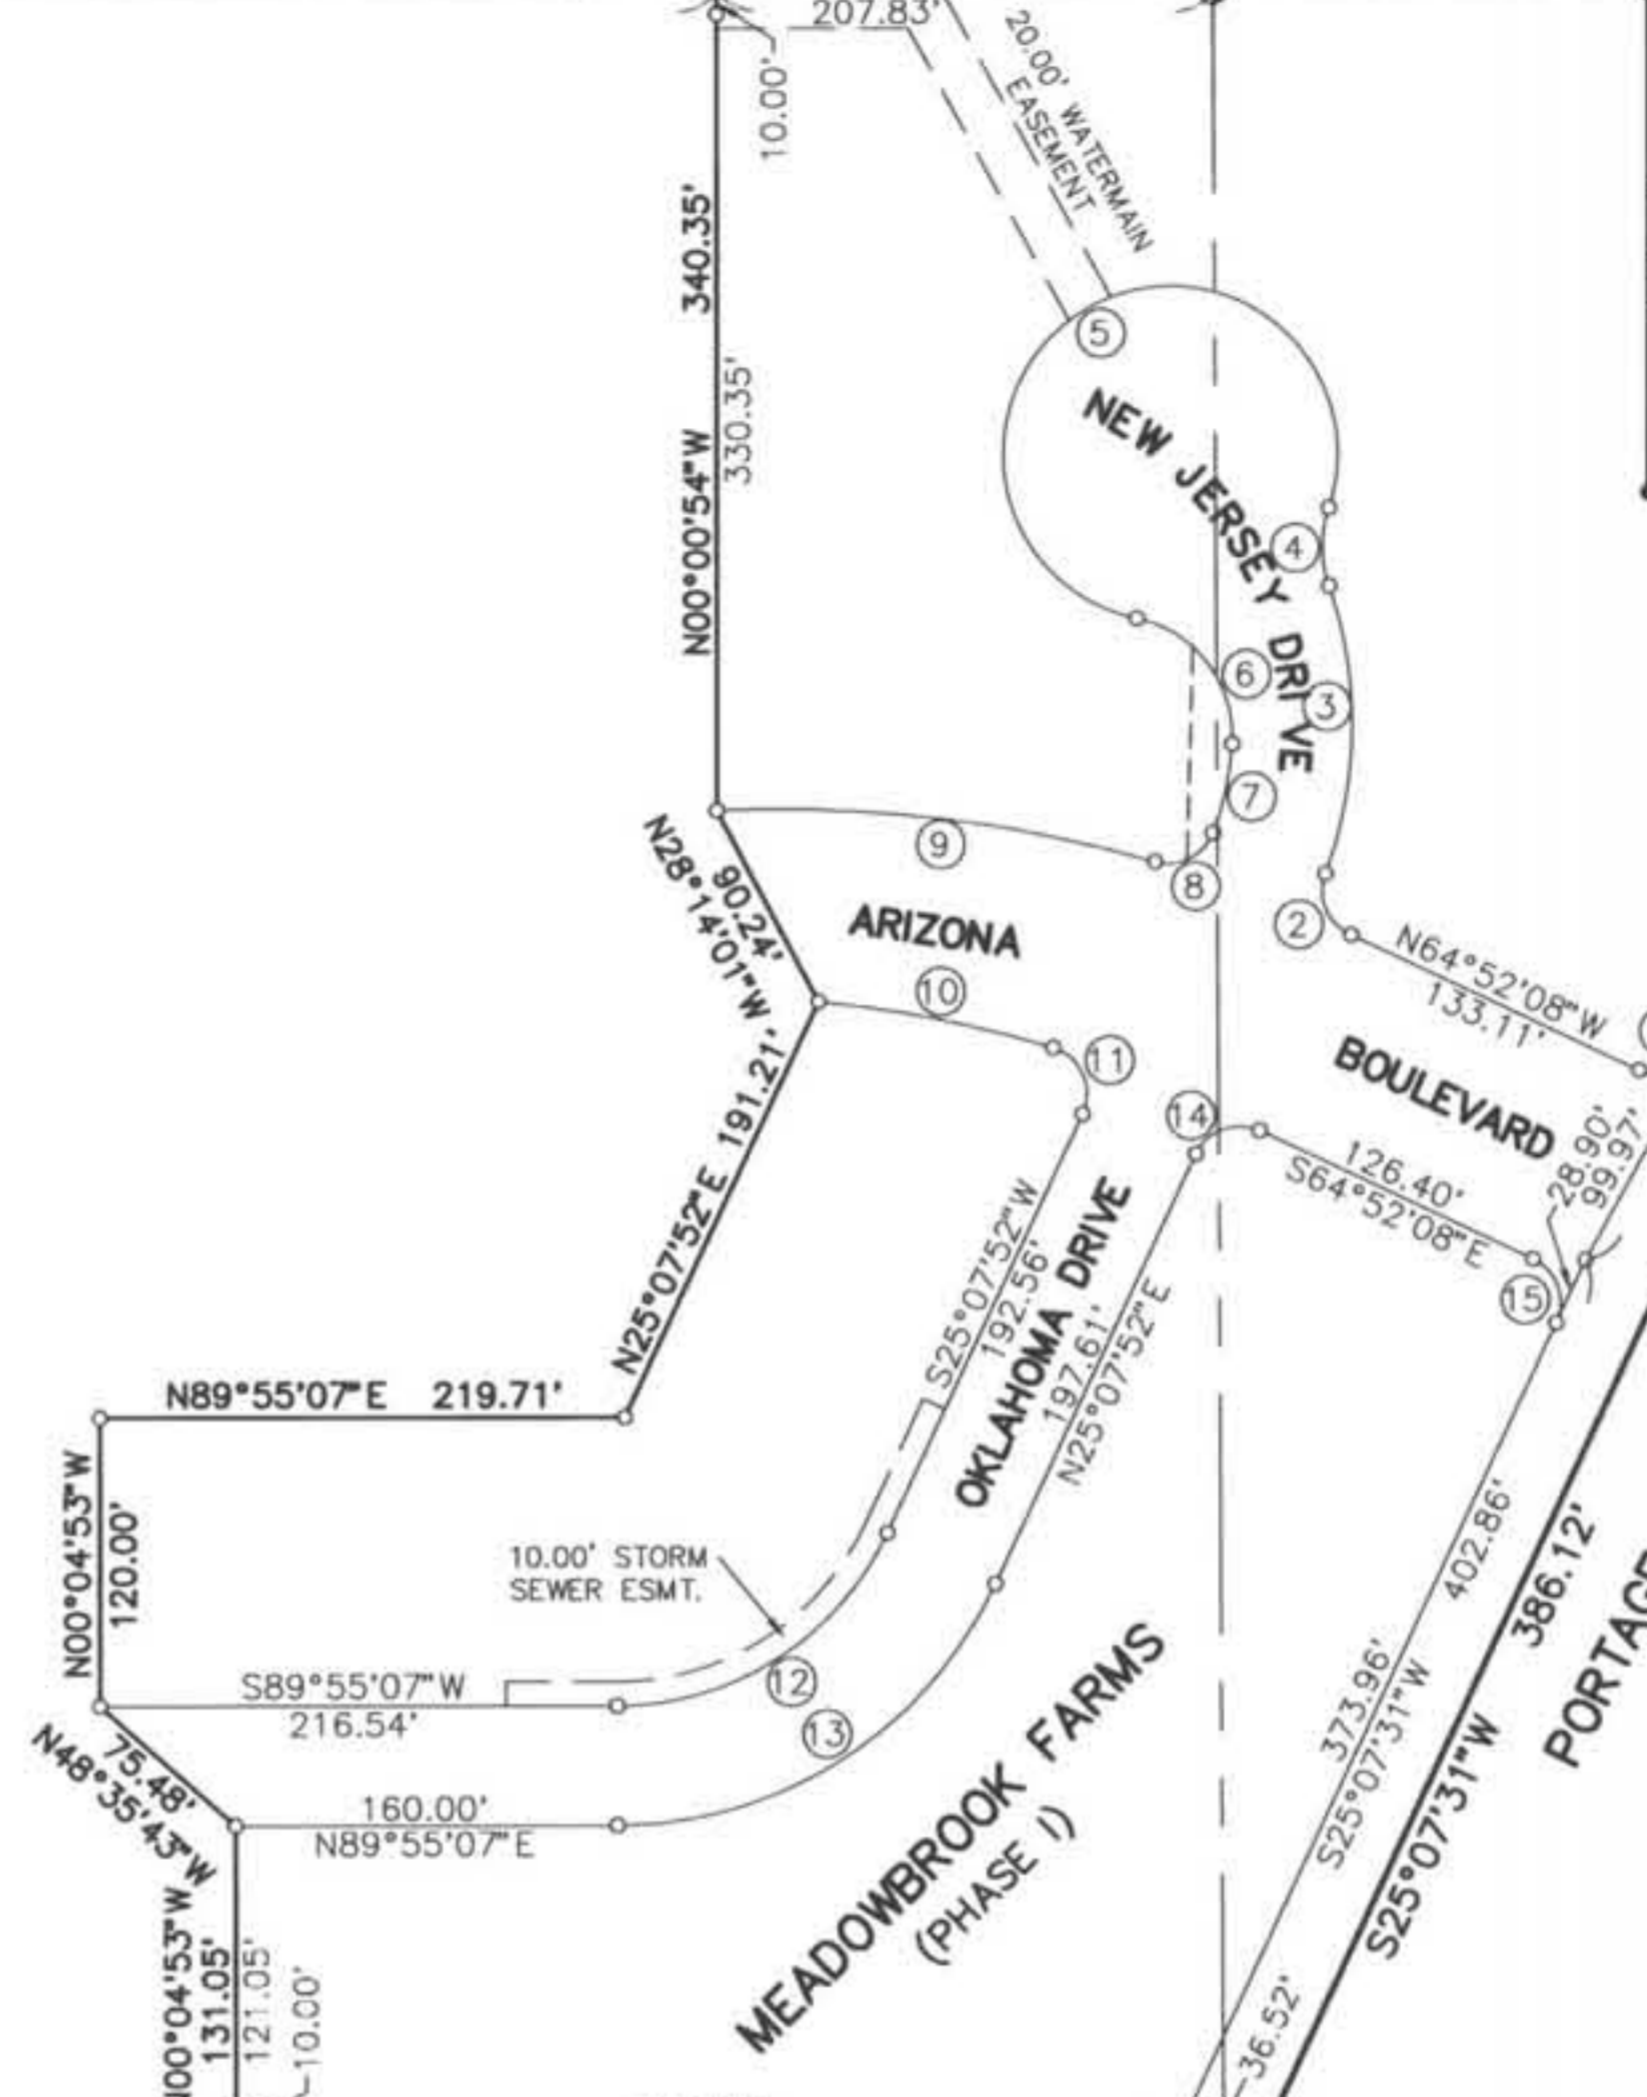 207.83'
10.00'
20.00' WATERMAIN
EASEMENT
340.35'
330.35'
N00°00'54"W
5
NEW JERSEY DRIVE
4
6
3
7
9
8
2
N28°14'01"W
90.24'
ARIZONA
10
11
N64°52'08"W
133.11'
BOULEVARD
14
28.90'
99.97'
126.40'
S64°52'08"E
15
N25°07'52"E 191.21'
S25°07'52"W
192.56'
OKLAHOMA DRIVE
197.61'
N25°07'52"E
N89°55'07"E 219.71'
N00°04'53"W
120.00'
10.00' STORM
SEWER ESMT.
S89°55'07"W
216.54'
12
13
75.48'
N48°35'43"W
160.00'
N89°55'07"E
N00°04'53"W
131.05'
121.05'
10.00'
MEADOWBROOK FARMS
(PHASE I)
402.86'
373.96'
S25°07'31"W
386.12'
S25°07'31"W
36.52'